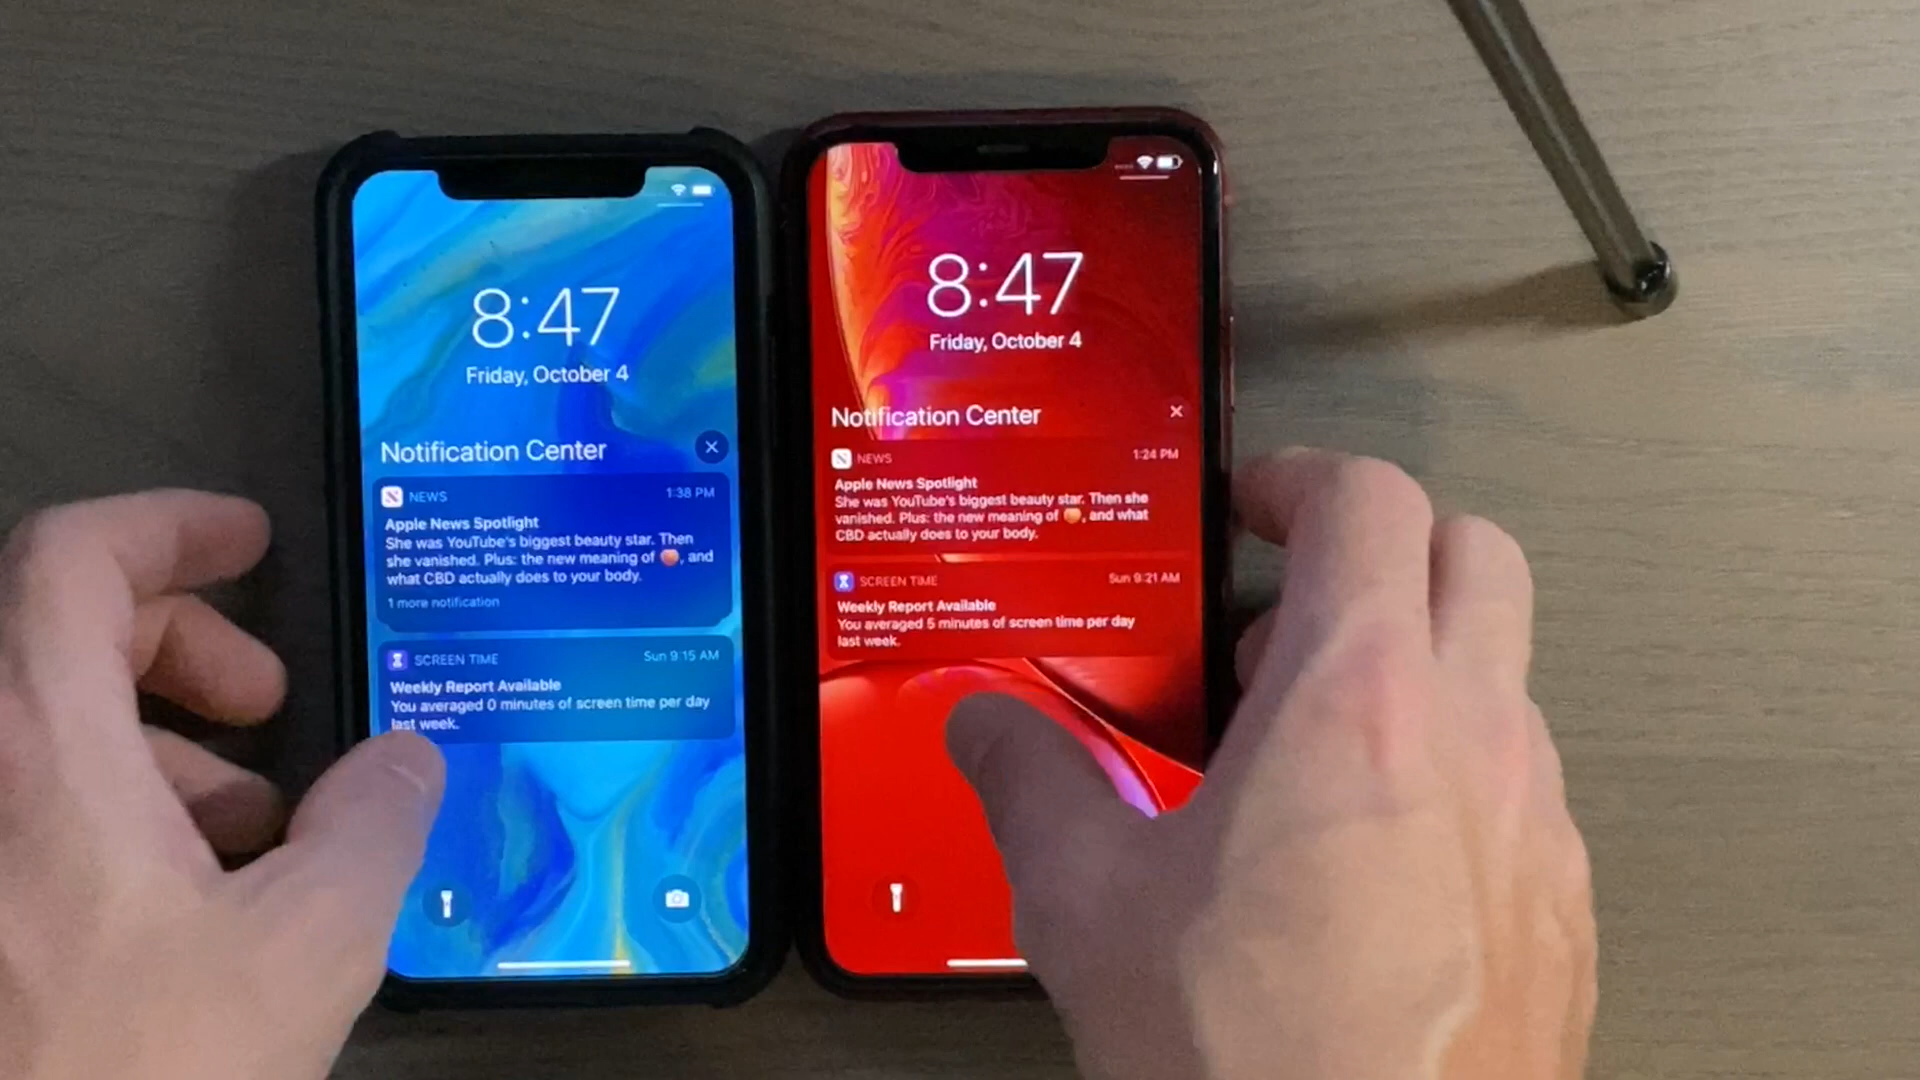 8:47
Friday, October 4
Notification Center
NEWS
1:38 PM
Apple News Spotlight
She was YouTube's biggest beauty star. Then
she vanished. Plus: the new meaning of 🍑, and
what CBD actually does to your body.
1 more notification
SCREEN TIME
Sun 9:15 AM
Weekly Report Available
You averaged 0 minutes of screen time per day
last week.
8:47
Friday, October 4
Notification Center
NEWS
1:24 PM
Apple News Spotlight
She was YouTube's biggest beauty star. Then she
vanished. Plus: the new meaning of 🍑, and what
CBD actually does to your body.
SCREEN TIME
Sun 9:21 AM
Weekly Report Available
You averaged 5 minutes of screen time per day
last week.